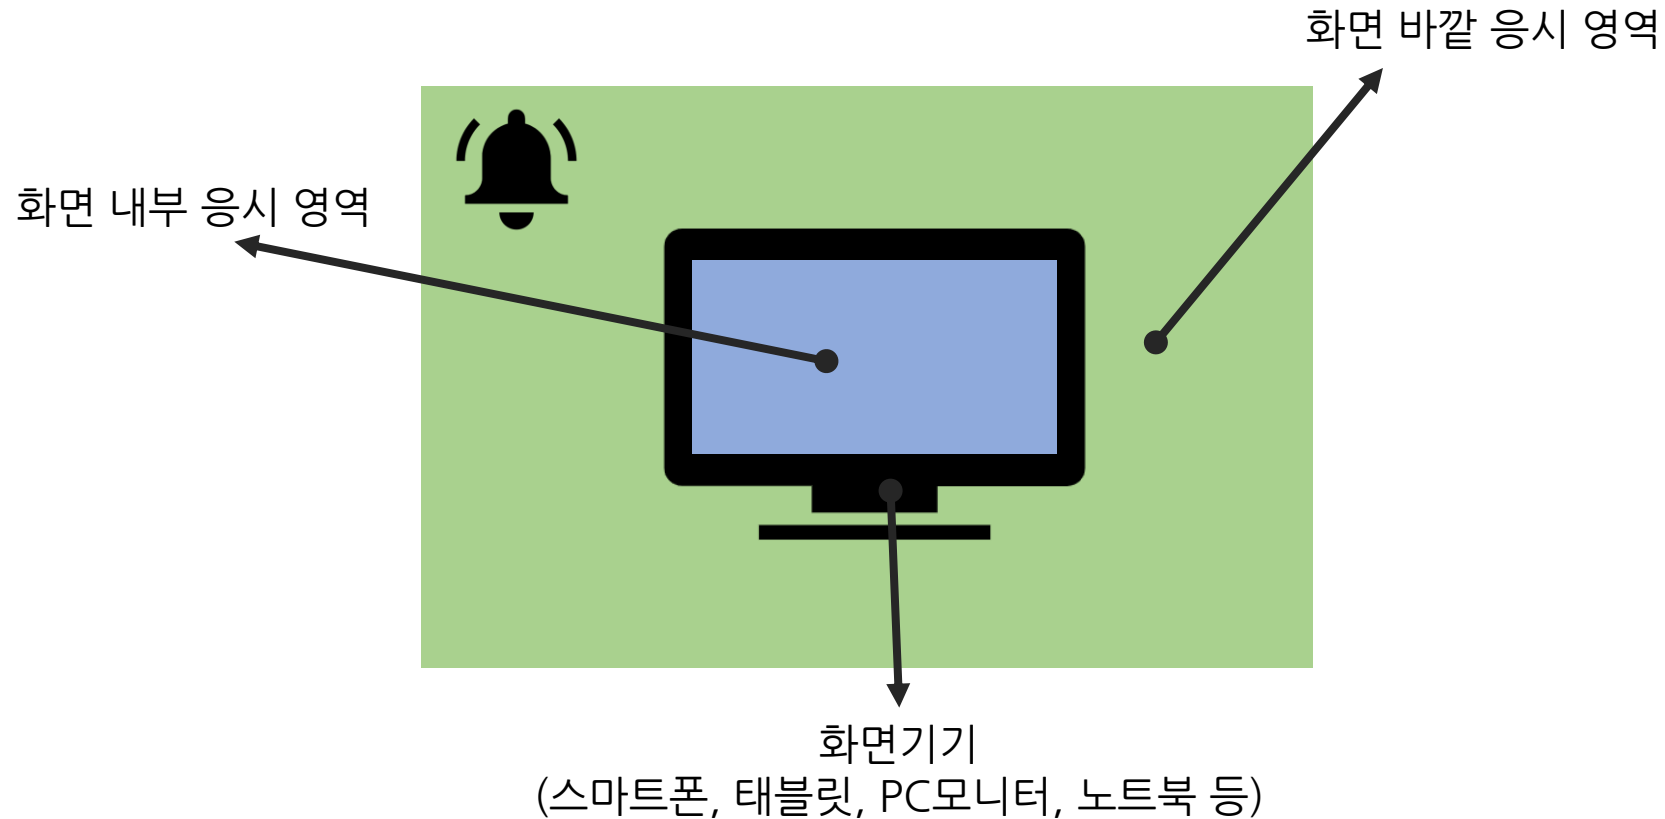 화면 바깥 응시 영역
화면 내부 응시 영역
화면기기
(스마트폰, 태블릿, PC모니터, 노트북 등)